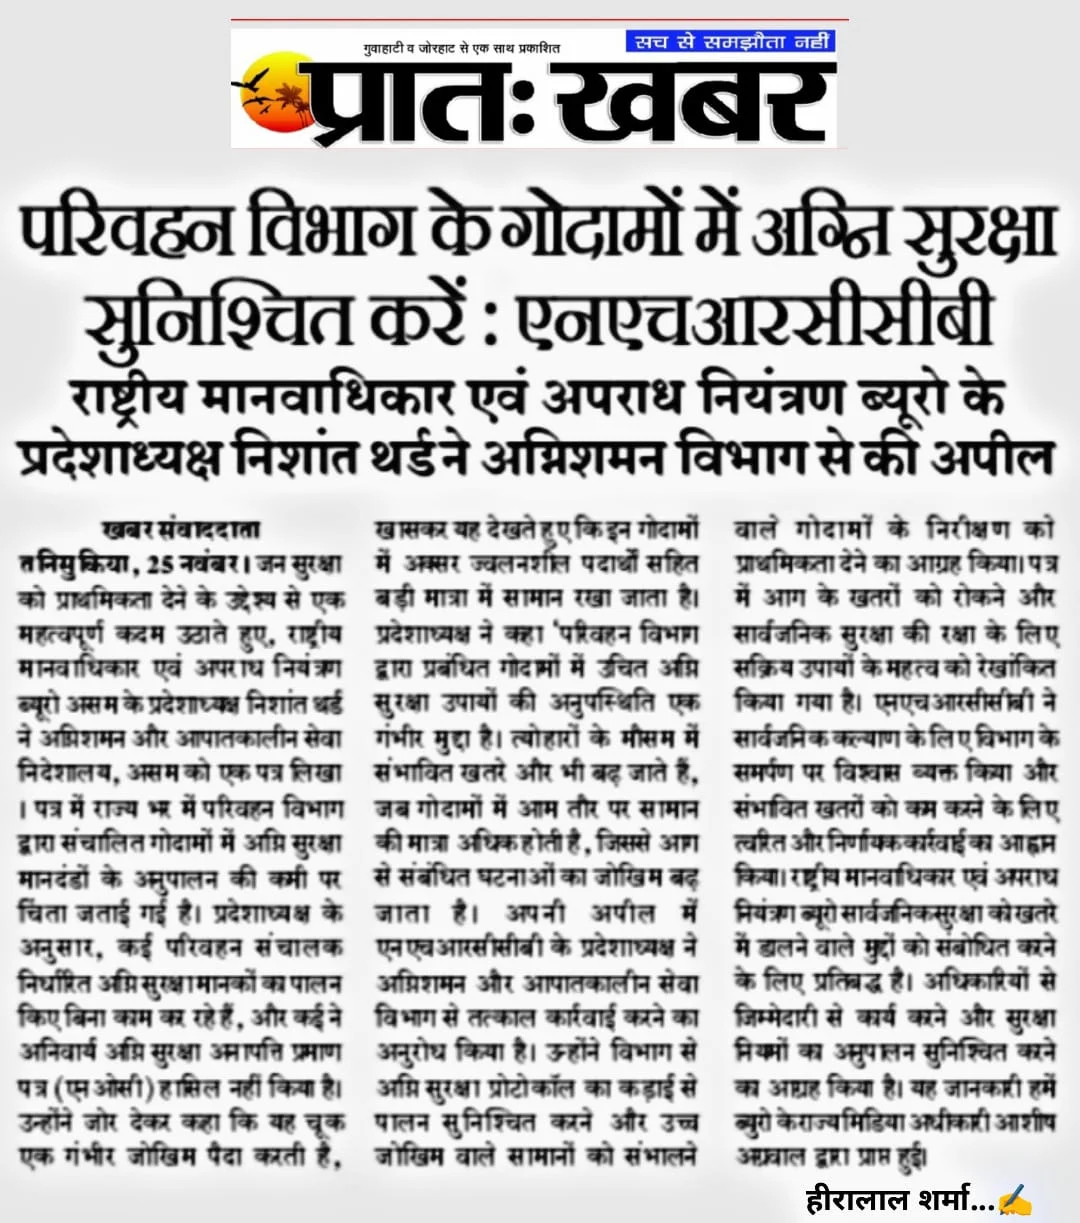 गुवाहाटी व जोरहाट से एक साथ प्रकाशित
सच से समझौता नहीं
प्रातः खबर
परिवहन विभाग के गोदामों में अग्नि सुरक्षा
सुनिश्चित करें : एनएचआरसीसीबी
राष्ट्रीय मानवाधिकार एवं अपराध नियंत्रण ब्यूरो के
प्रदेशाध्यक्ष निशांत थर्ड ने अग्निशमन विभाग से की अपील
खबर संवाददाता
तनिमुकिया, 25 नवंबर। जन सुरक्षा
को प्राथमिकता देने के उद्देश्य से एक
महत्वपूर्ण कदम उठाते हुए, राष्ट्रीय
मानवाधिकार एवं अपराध नियंत्रण
ब्यूरो असम के प्रदेशाध्यक्ष निशांत थर्ड
ने अग्निशमन और आपातकालीन सेवा
निदेशालय, असम को एक पत्र लिखा
। पत्र में राज्य भर में परिवहन विभाग
द्वारा संचालित गोदामों में अग्नि सुरक्षा
मानदंडों के अनुपालन की कमी पर
चिंता जताई गई है। प्रदेशाध्यक्ष के
अनुसार, कई परिवहन संचालक
निर्धारित अग्नि सुरक्षा मानकों का पालन
किए बिना काम कर रहे हैं, और कई ने
अनिवार्य अग्नि सुरक्षा अनापत्ति प्रमाण
पत्र (एनओसी) हासिल नहीं किया है।
उन्होंने जोर देकर कहा कि यह चूक
एक गंभीर जोखिम पैदा करती है,
खासकर यह देखते हुए कि इन गोदामों
में अक्सर ज्वलनशील पदार्थों सहित
बड़ी मात्रा में सामान रखा जाता है।
प्रदेशाध्यक्ष ने कहा 'परिवहन विभाग
द्वारा प्रबंधित गोदामों में उचित अग्नि
सुरक्षा उपायों की अनुपस्थिति एक
गंभीर मुद्दा है। त्योहारों के मौसम में
संभावित खतरे और भी बढ़ जाते हैं,
जब गोदामों में आम तौर पर सामान
की मात्रा अधिक होती है, जिससे आग
से संबंधित घटनाओं का जोखिम बढ़
जाता है। अपनी अपील में
एनएचआरसीसीबी के प्रदेशाध्यक्ष ने
अग्निशमन और आपातकालीन सेवा
विभाग से तत्काल कार्रवाई करने का
अनुरोध किया है। उन्होंने विभाग से
अग्नि सुरक्षा प्रोटोकॉल का कड़ाई से
पालन सुनिश्चित करने और उच्च
जोखिम वाले सामानों को संभालने
वाले गोदामों के निरीक्षण को
प्राथमिकता देने का आग्रह किया। पत्र
में आग के खतरों को रोकने और
सार्वजनिक सुरक्षा की रक्षा के लिए
सक्रिय उपायों के महत्व को रेखांकित
किया गया है। एनएचआरसीसीबी ने
सार्वजनिक कल्याण के लिए विभाग के
समर्पण पर विश्वास व्यक्त किया और
संभावित खतरों को कम करने के लिए
त्वरित और निर्णायक कार्रवाई का आह्वान
किया। राष्ट्रीय मानवाधिकार एवं अपराध
नियंत्रण ब्यूरो सार्वजनिक सुरक्षा को खतरे
में डालने वाले मुद्दों को संबोधित करने
के लिए प्रतिबद्ध है। अधिकारियों से
जिम्मेदारी से कार्य करने और सुरक्षा
नियमों का अनुपालन सुनिश्चित करने
का आग्रह किया है। यह जानकारी हमें
ब्युरो के राज्य मिडिया अधीकारी आशीष
अग्रवाल द्वारा प्राप्त हुई।
हीरालाल शर्मा...✍️